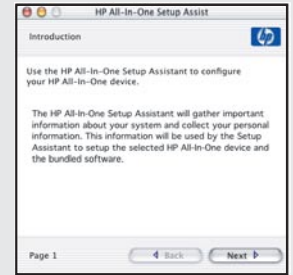 HP All-In-One Setup Assist
Introduction
hp
Use the HP All-In-One Setup Assistant to configure
your HP All-In-One device.
The HP All-In-One Setup Assistant will gather important
information about your system and collect your personal
information. This information will be used by the Setup
Assistant to setup the selected HP All-In-One device and
the bundled software.
Page 1
Back
Next